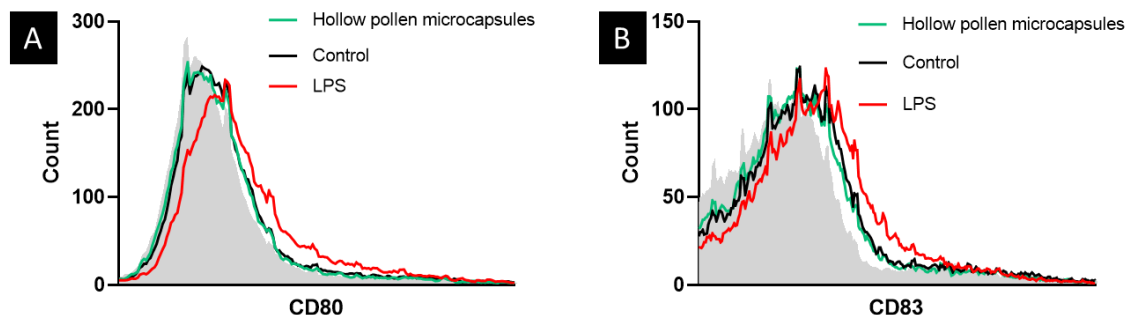 A
300
200
100
0
Count
CD80
Hollow pollen microcapsules
Control
LPS
B
150
100
50
0
Count
CD83
Hollow pollen microcapsules
Control
LPS